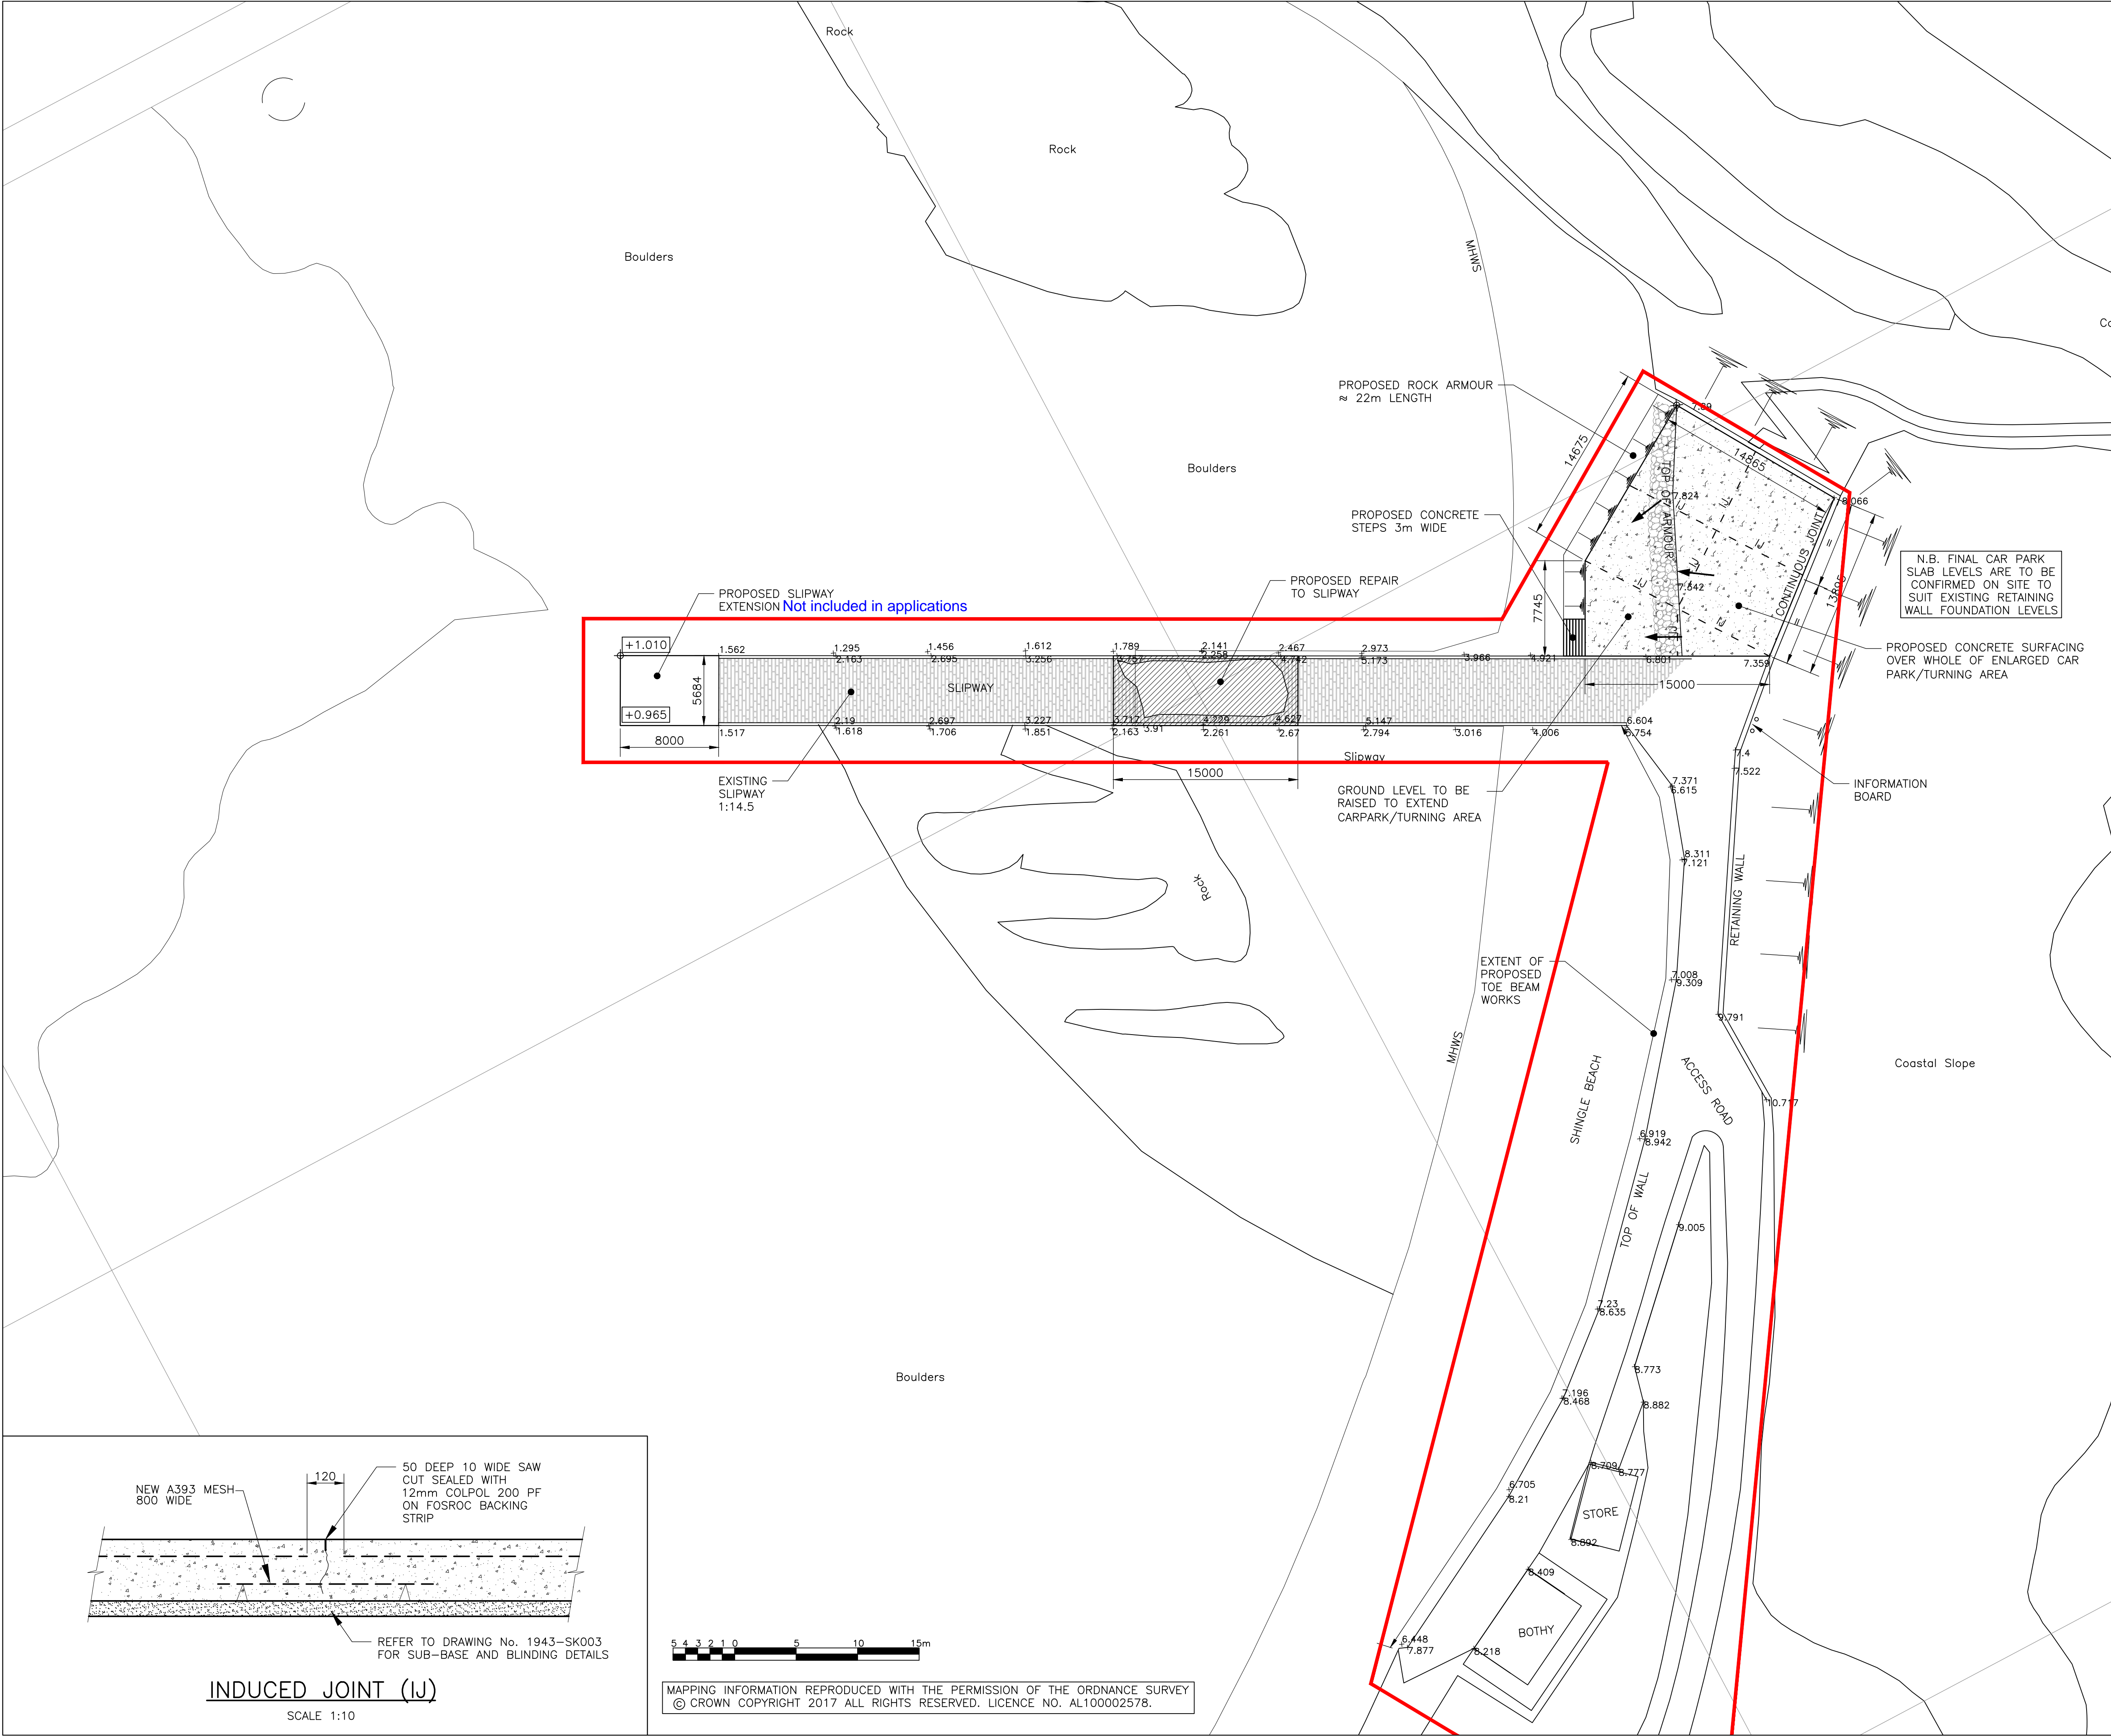 Rock
Rock
Boulders
MHWS
Co
PROPOSED ROCK ARMOUR
≈ 22m LENGTH
7.89
14675
14865
TOP OF ARMOUR
7.824
8.066
Boulders
PROPOSED CONCRETE
STEPS 3m WIDE
CONTINUOUS JOINT
=
=
13895
N.B. FINAL CAR PARK
SLAB LEVELS ARE TO BE
CONFIRMED ON SITE TO
SUIT EXISTING RETAINING
WALL FOUNDATION LEVELS
PROPOSED SLIPWAY
EXTENSION Not included in applications
PROPOSED REPAIR
TO SLIPWAY
7745
7.642
IJ
IJ
IJ
IJ
IJ
PROPOSED CONCRETE SURFACING
OVER WHOLE OF ENLARGED CAR
PARK/TURNING AREA
+1.010
1.562
1.295
2.163
1.456
2.695
1.612
3.256
1.789
3.757
2.141
2.258
2.467
4.742
2.973
5.173
3.966
4.921
6.801
7.359
5684
SLIPWAY
15000
+0.965
8000
1.517
2.19
1.618
2.697
1.706
3.227
1.851
3.717
2.163
3.91
4.229
2.261
4.627
2.67
5.147
2.794
3.016
4.006
6.604
5.754
Slipway
15000
EXISTING
SLIPWAY
1:14.5
GROUND LEVEL TO BE
RAISED TO EXTEND
CARPARK/TURNING AREA
7.4
7.522
INFORMATION
BOARD
7.371
6.615
8.311
7.121
Rock
RETAINING WALL
EXTENT OF
PROPOSED
TOE BEAM
WORKS
7.008
9.309
9.791
MHWS
SHINGLE BEACH
ACCESS ROAD
Coastal Slope
10.717
6.919
8.942
TOP OF WALL
9.005
7.23
8.635
Boulders
8.773
7.196
8.468
8.882
8.709
8.777
6.705
8.21
STORE
8.892
8.409
BOTHY
6.448
7.877
8.218
NEW A393 MESH
800 WIDE
120
50 DEEP 10 WIDE SAW
CUT SEALED WITH
12mm COLPOL 200 PF
ON FOSROC BACKING
STRIP
REFER TO DRAWING No. 1943-SK003
FOR SUB-BASE AND BLINDING DETAILS
INDUCED JOINT (IJ)
SCALE 1:10
5 4 3 2 1 0 5 10 15m
MAPPING INFORMATION REPRODUCED WITH THE PERMISSION OF THE ORDNANCE SURVEY
© CROWN COPYRIGHT 2017 ALL RIGHTS RESERVED. LICENCE NO. AL100002578.